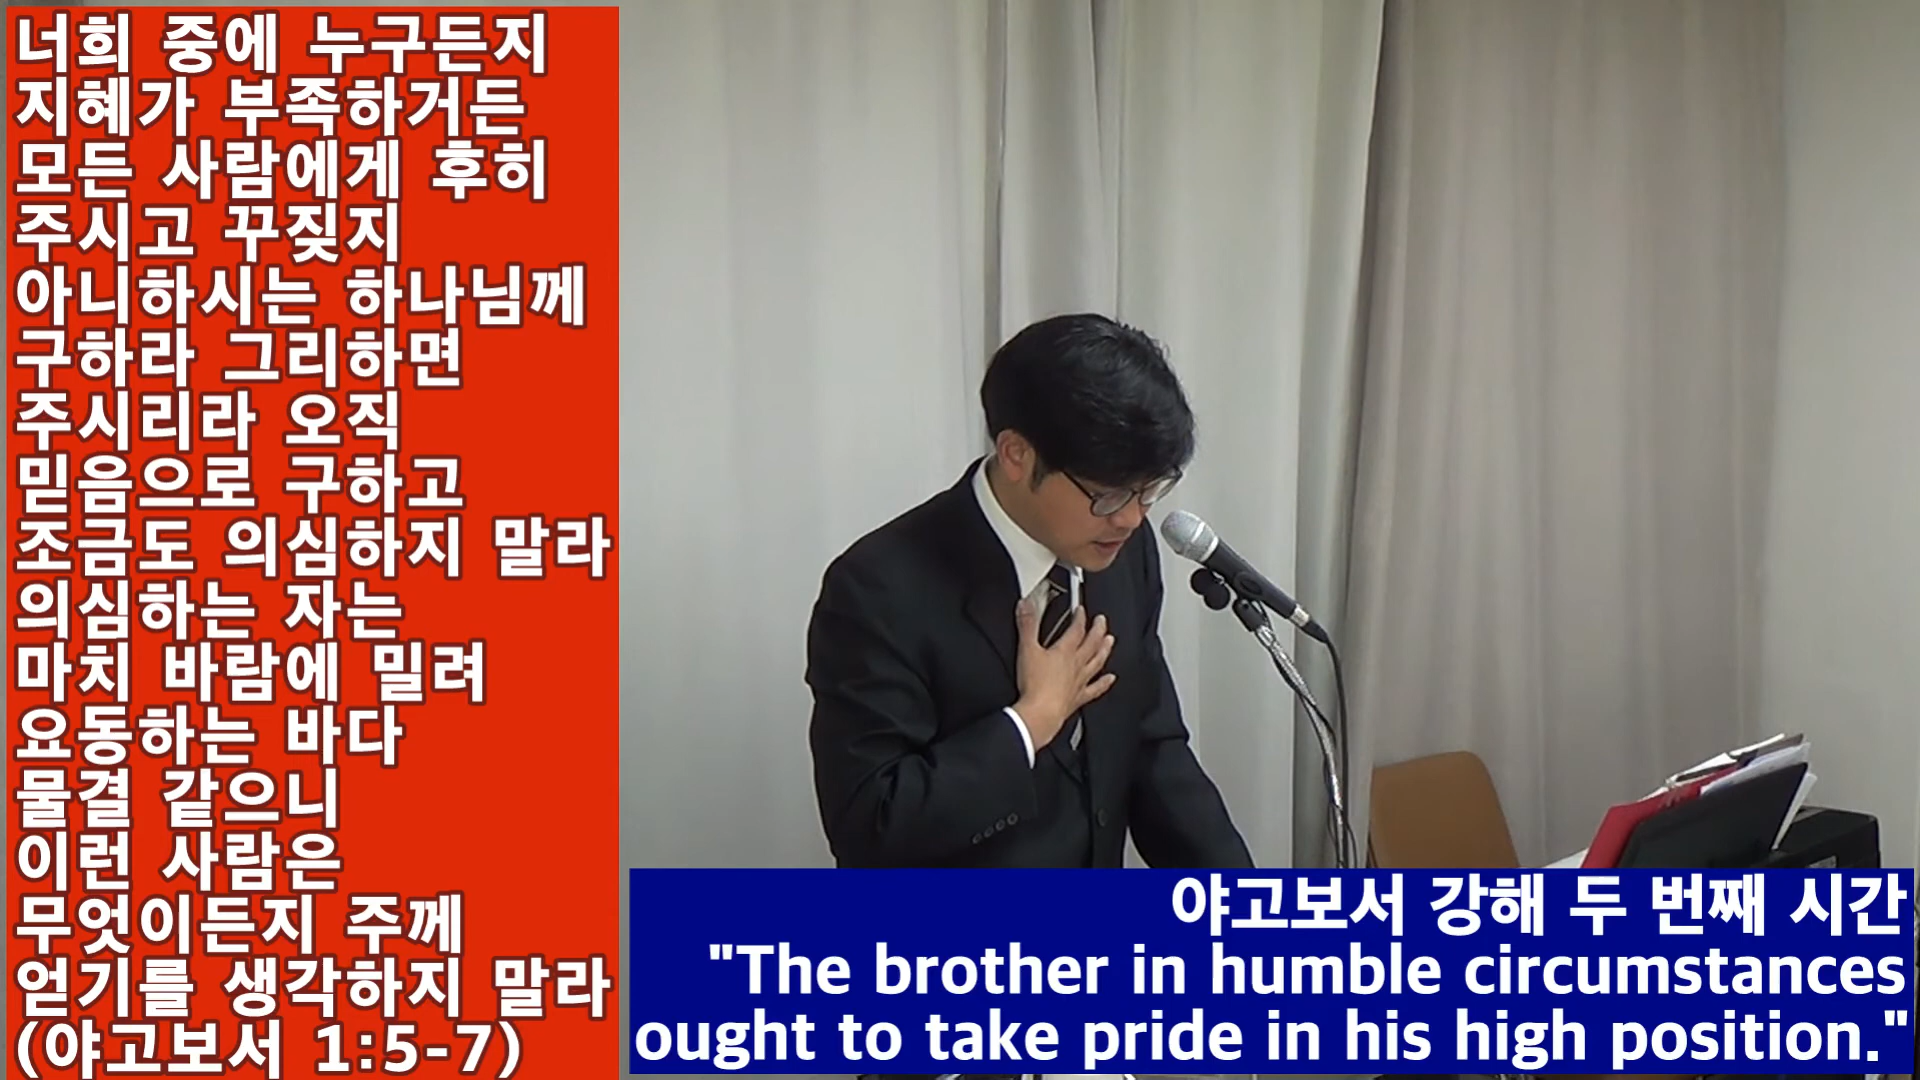 너희 중에 누구든지
지혜가 부족하거든
모든 사람에게 후히
주시고 꾸짖지
아니하시는 하나님께
구하라 그리하면
주시리라 오직
믿음으로 구하고
조금도 의심하지 말라
의심하는 자는
마치 바람에 밀려
요동하는 바다
물결 같으니
이런 사람은
무엇이든지 주께
얻기를 생각하지 말라
(야고보서 1:5-7)
야고보서 강해 두 번째 시간
"The brother in humble circumstances
ought to take pride in his high position."